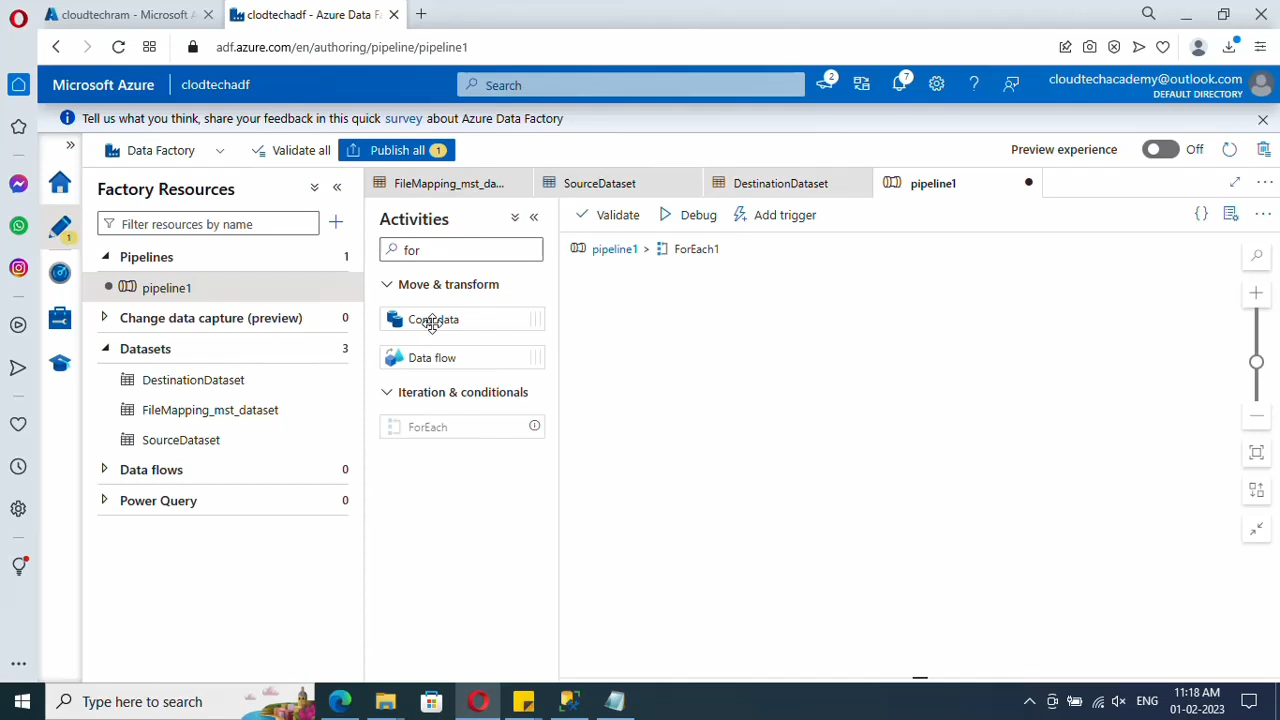 cloudtechram - Microsoft A
clodtechadf - Azure Data Fa
adf.azure.com/en/authoring/pipeline/pipeline1
Microsoft Azure
clodtechadf
Search
2
7
cloudtechacademy@outlook.com
DEFAULT DIRECTORY
Tell us what you think, share your feedback in this quick survey about Azure Data Factory
Data Factory
Validate all
Publish all 1
Preview experience
Off
Factory Resources
Filter resources by name
1
Pipelines 1
pipeline1
Change data capture (preview) 0
Datasets 3
DestinationDataset
FileMapping_mst_dataset
SourceDataset
Data flows 0
Power Query 0
FileMapping_mst_da...
SourceDataset
DestinationDataset
pipeline1
Activities
for
Move & transform
Copy data
Data flow
Iteration & conditionals
ForEach
Validate
Debug
Add trigger
pipeline1 > ForEach1
Type here to search
ENG
11:18 AM
01-02-2023